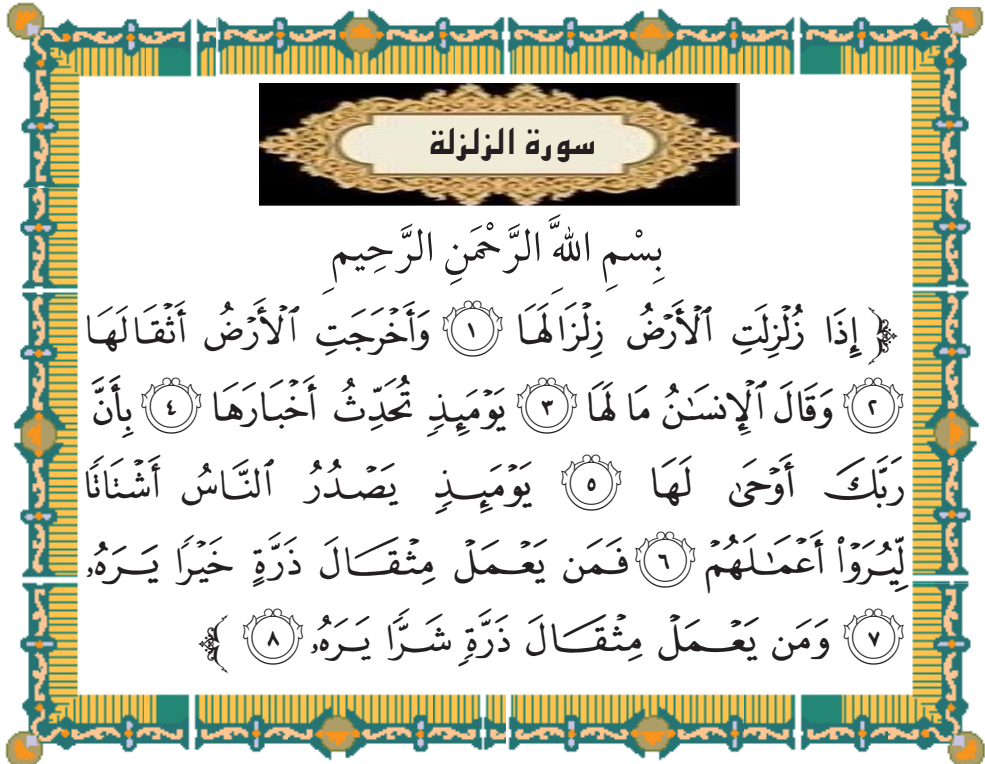 سورة الزلزلة
بِسْمِ اللهَِّ الرَّحْمَنِ الرَّحِيمِ
﴿ إِذَا زُلْزِلَتِ ٱلْأَرْضُ زِلْزَالَهَا ١ وَأَخْرَجَتِ ٱلْأَرْضُ أَثْقَالَهَا
٢ وَقَالَ ٱلْإِنسَٰنُ مَا لَهَا ٣ يَوْمَئِذٍ تُحَدِّثُ أَخْبَارَهَا ٤ بِأَنَّ
رَبَّكَ أَوْحَىٰ لَهَا ٥ يَوْمَئِذٍ يَصْدُرُ ٱلنَّاسُ أَشْتَاتًا
لِّيُرَوْا۟ أَعْمَٰلَهُمْ ٦ فَمَن يَعْمَلْ مِثْقَالَ ذَرَّةٍ خَيْرًا يَرَهُۥ
٧ وَمَن يَعْمَلْ مِثْقَالَ ذَرَّةٍ شَرًّا يَرَهُۥ ٨ ﴾